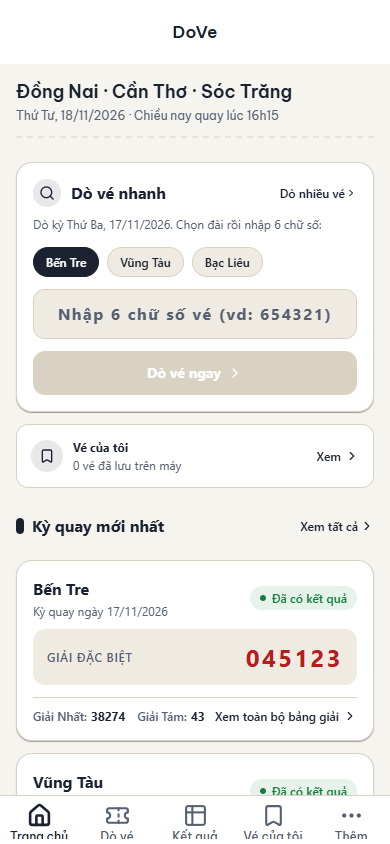 DoVe
Đồng Nai · Cần Thơ · Sóc Trăng
Thứ Tư, 18/11/2026 · Chiều nay quay lúc 16h15
Dò vé nhanh
Dò nhiều vé
Dò kỳ Thứ Ba, 17/11/2026. Chọn đài rồi nhập 6 chữ số:
Bến Tre
Vũng Tàu
Bạc Liêu
Nhập 6 chữ số vé (vd: 654321)
Dò vé ngay
Vé của tôi
0 vé đã lưu trên máy
Xem
Kỳ quay mới nhất
Xem tất cả
Bến Tre
Kỳ quay ngày 17/11/2026
Đã có kết quả
GIẢI ĐẶC BIỆT
045123
Giải Nhất: 38274 Giải Tám: 43 Xem toàn bộ bảng giải
Vũng Tàu
Đã có kết quả
Trang chủ
Dò vé
Kết quả
Vé của tôi
Thêm